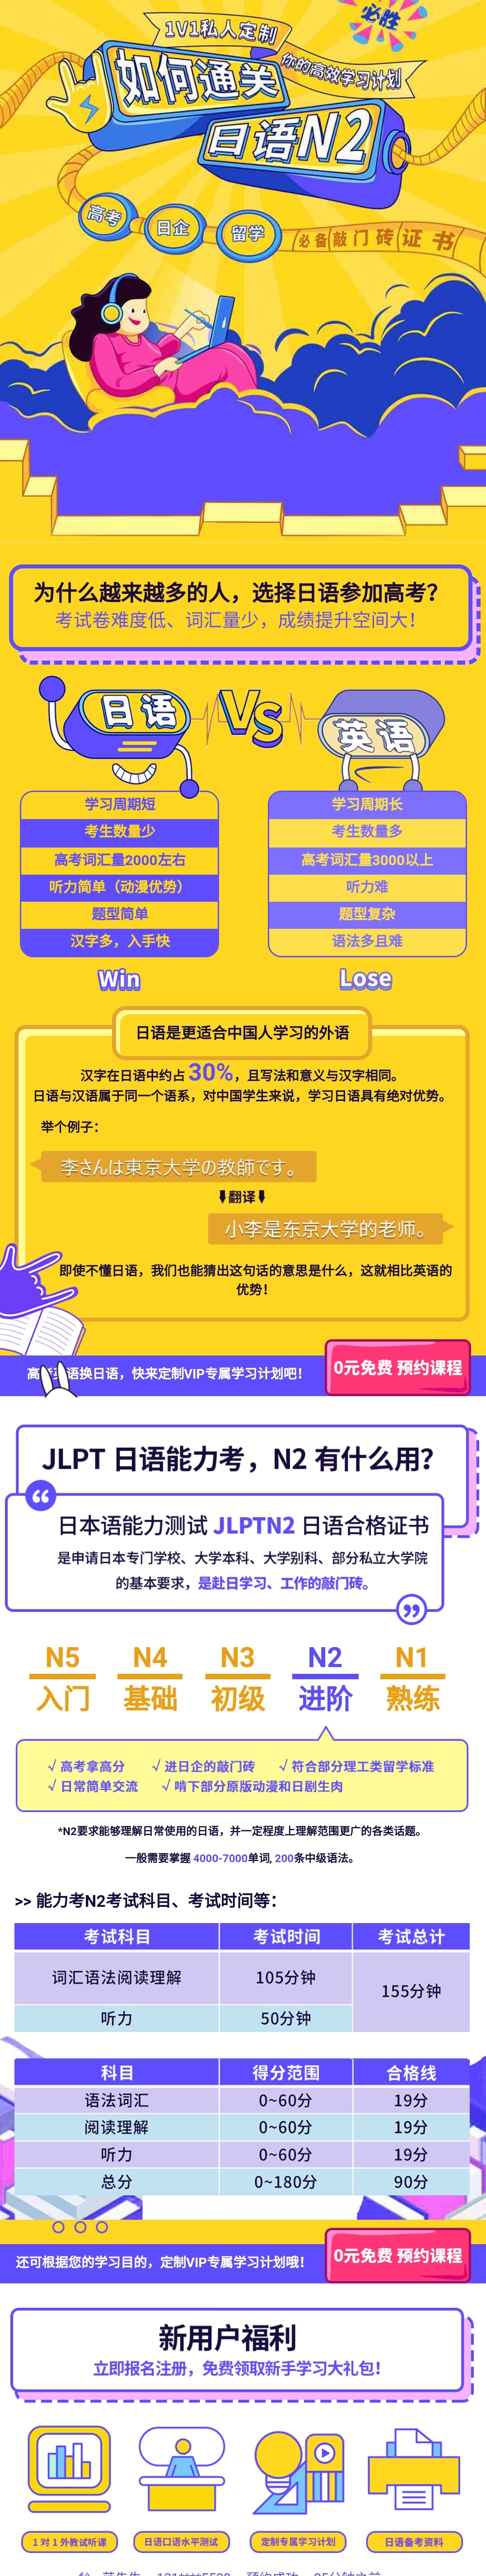 必胜
1V1私人定制
你的高效学习计划
如何通关
日语N2
高考
日企
留学
必备敲门砖证书
为什么越来越多的人，选择日语参加高考？
考试卷难度低、词汇量少，成绩提升空间大！
日语
VS
英语
学习周期短
学习周期长
考生数量少
考生数量多
高考词汇量2000左右
高考词汇量3000以上
听力简单（动漫优势）
听力难
题型简单
题型复杂
汉字多，入手快
语法多且难
Win
Lose
日语是更适合中国人学习的外语
汉字在日语中约占 30%，且写法和意义与汉字相同。
日语与汉语属于同一个语系，对中国学生来说，学习日语具有绝对优势。
举个例子：
李さんは東京大学の教師です。
翻译
小李是东京大学的老师。
即使不懂日语，我们也能猜出这句话的意思是什么，这就相比英语的
优势！
语换日语，快来定制VIP专属学习计划吧！
0元免费 预约课程
JLPT 日语能力考，N2 有什么用？
日本语能力测试 JLPTN2 日语合格证书
是申请日本专门学校、大学本科、大学别科、部分私立大学院
的基本要求，是赴日学习、工作的敲门砖。
N5
N4
N3
N2
N1
入门
基础
初级
进阶
熟练
√ 高考拿高分
√ 进日企的敲门砖
√ 符合部分理工类留学标准
√ 日常简单交流
√ 啃下部分原版动漫和日剧生肉
*N2要求能够理解日常使用的日语，并一定程度上理解范围更广的各类话题。
一般需要掌握 4000-7000单词, 200条中级语法。
>> 能力考N2考试科目、考试时间等：
考试科目
考试时间
考试总计
词汇语法阅读理解
105分钟
155分钟
听力
50分钟
科目
得分范围
合格线
语法词汇
0~60分
19分
阅读理解
0~60分
19分
听力
0~60分
19分
总分
0~180分
90分
还可根据您的学习目的，定制VIP专属学习计划哦！
0元免费 预约课程
新用户福利
立即报名注册，免费领取新手学习大礼包！
1 对 1 外教试听课
日语口语水平测试
定制专属学习计划
日语备考资料